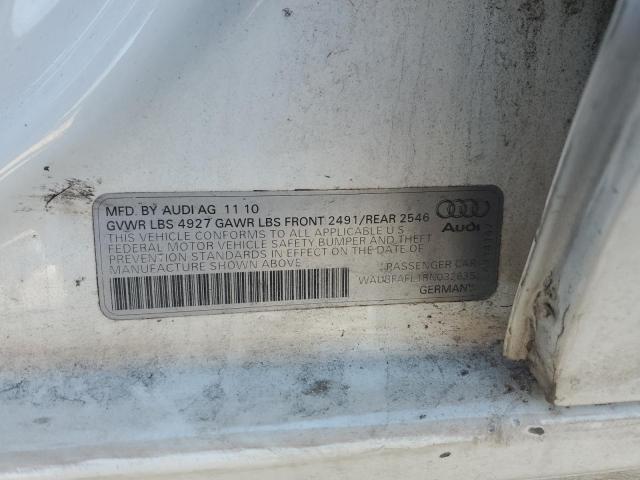 MFD. BY AUDI AG 11 10
GVWR LBS 4927 GAWR LBS FRONT 2491/REAR 2546
THIS VEHICLE CONFORMS TO ALL APPLICABLE U S
FEDERAL MOTOR VEHICLE SAFETY BUMPER AND THEFT
PREVENTION STANDARDS IN EFFECT ON THE DATE OF
MANUFACTURE SHOWN ABOVE
Audi
PASSENGER CAR
GERMANY